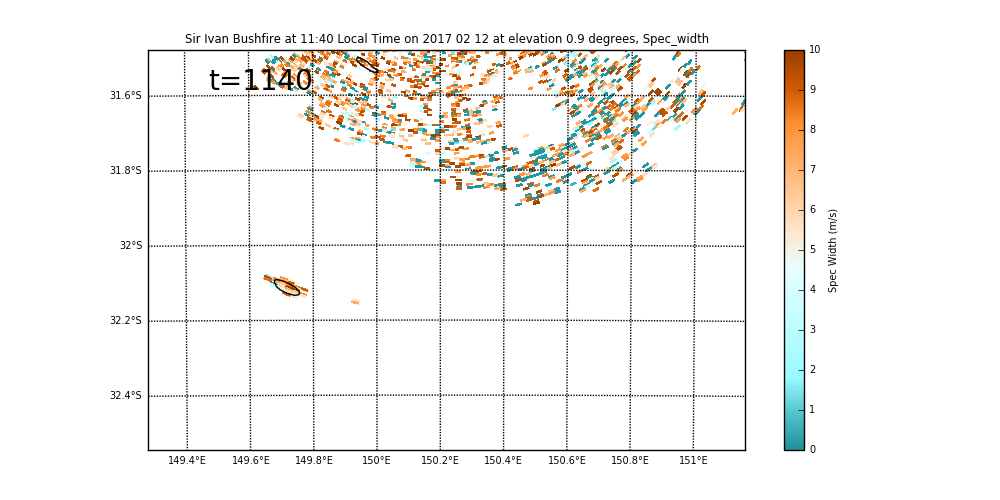 Sir Ivan Bushfire at 11:40 Local Time on 2017 02 12 at elevation 0.9 degrees, Spec_width
t=1140
31.6°S
31.8°S
32°S
32.2°S
32.4°S
149.4°E 149.6°E 149.8°E 150°E 150.2°E 150.4°E 150.6°E 150.8°E 151°E
10
9
8
7
6
5
4
3
2
1
0
Spec Width (m/s)